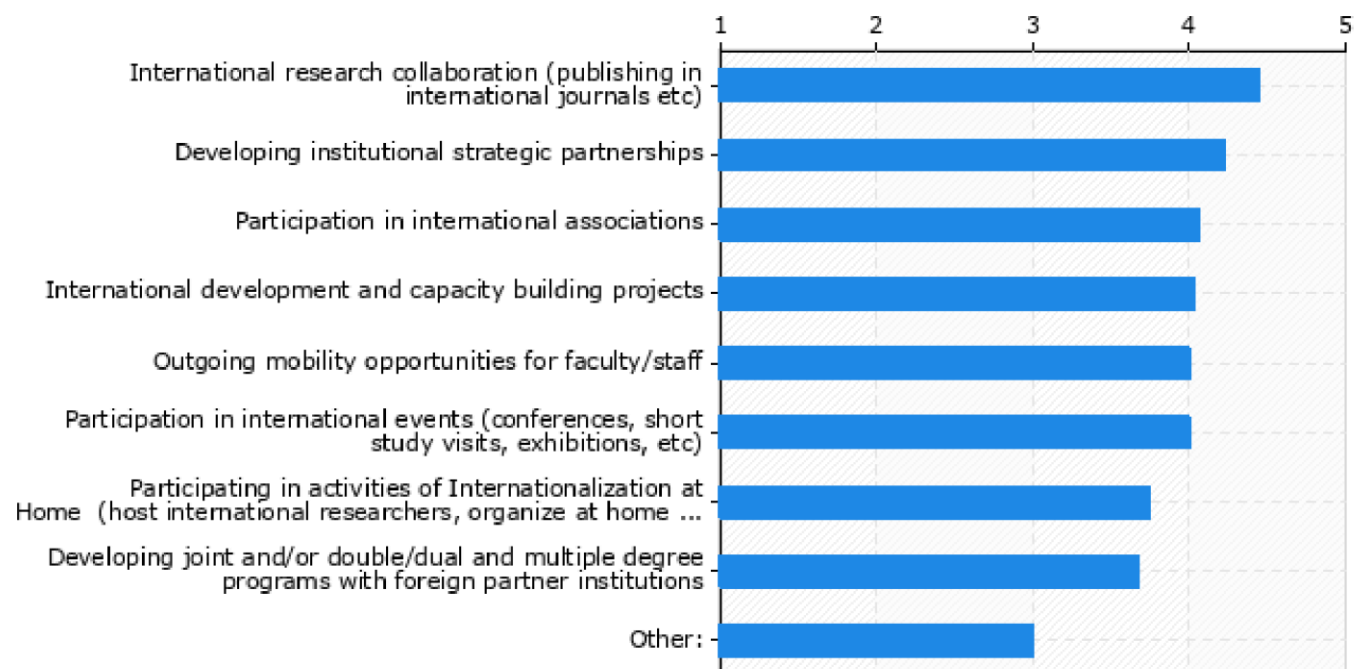 1 2 3 4 5
International research collaboration (publishing in
international journals etc)
Developing institutional strategic partnerships
Participation in international associations
International development and capacity building projects
Outgoing mobility opportunities for faculty/staff
Participation in international events (conferences, short
study visits, exhibitions, etc)
Participating in activities of Internationalization at
Home  (host international researchers, organize at home ...
Developing joint and/or double/dual and multiple degree
programs with foreign partner institutions
Other: